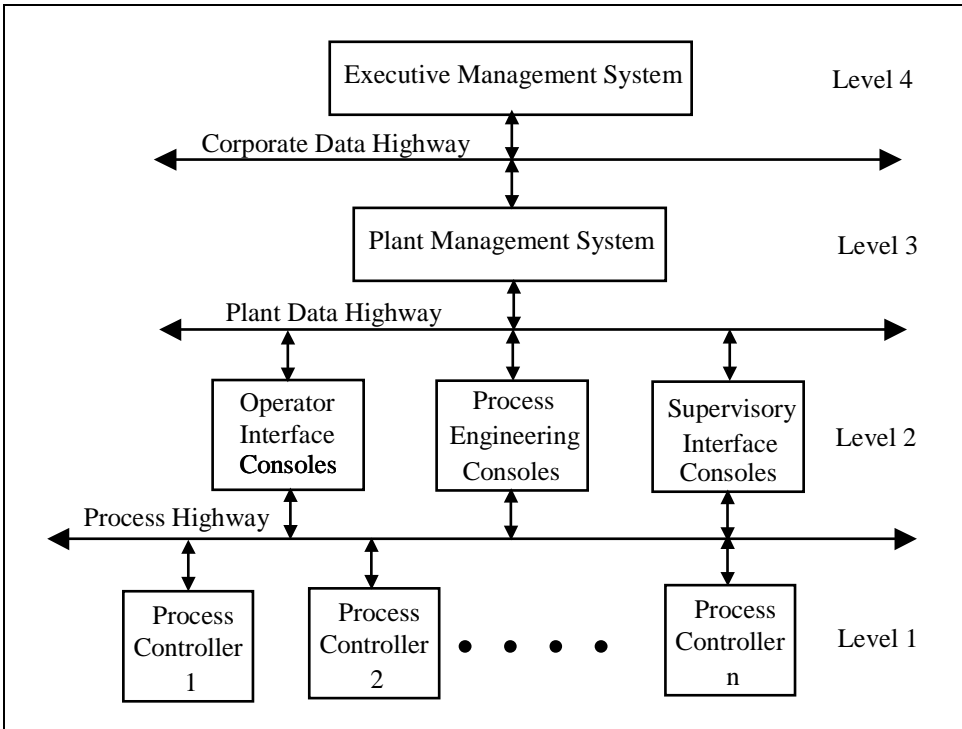 Executive Management System
Level 4
Corporate Data Highway
Plant Management System
Level 3
Plant Data Highway
Operator
Interface
Consoles
Process
Engineering
Consoles
Supervisory
Interface
Consoles
Level 2
Process Highway
Process
Controller
1
Process
Controller
2
Process
Controller
n
Level 1